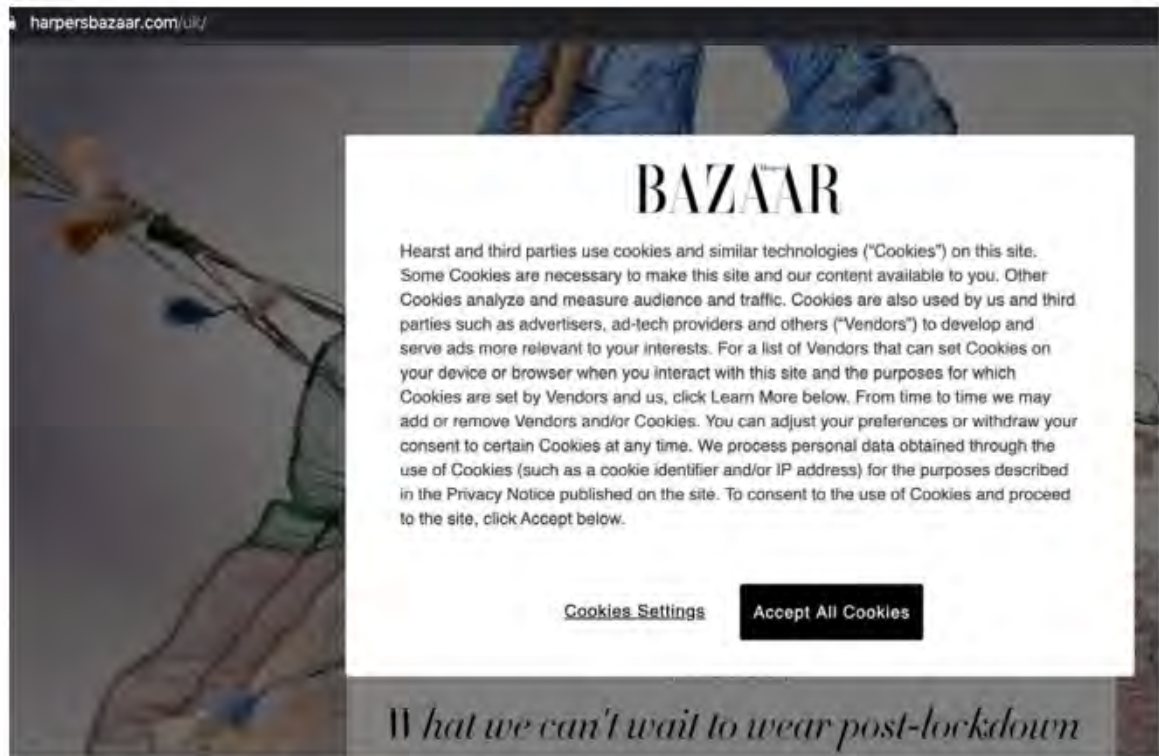 harpersbazaar.com/uk/
BAZAAR
Hearst and third parties use cookies and similar technologies (“Cookies”) on this site.
Some Cookies are necessary to make this site and our content available to you. Other
Cookies analyze and measure audience and traffic. Cookies are also used by us and third
parties such as advertisers, ad-tech providers and others (“Vendors”) to develop and
serve ads more relevant to your interests. For a list of Vendors that can set Cookies on
your device or browser when you interact with this site and the purposes for which
Cookies are set by Vendors and us, click Learn More below. From time to time we may
add or remove Vendors and/or Cookies. You can adjust your preferences or withdraw your
consent to certain Cookies at any time. We process personal data obtained through the
use of Cookies (such as a cookie identifier and/or IP address) for the purposes described
in the Privacy Notice published on the site. To consent to the use of Cookies and proceed
to the site, click Accept below.
Cookies Settings Accept All Cookies
What we can't wait to wear post-lockdown